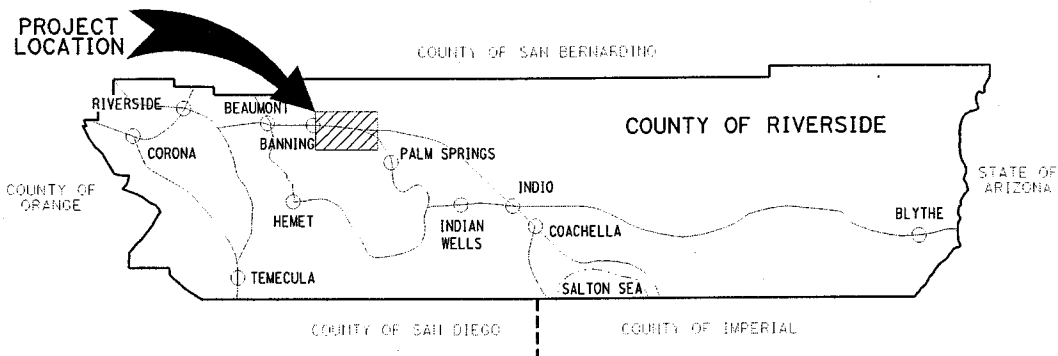 PROJECT
LOCATION
COUNTY OF SAN BERNARDINO
RIVERSIDE
BEAUMONT
COUNTY OF RIVERSIDE
BANNING
CORONA
PALM SPRINGS
STATE OF
ARIZONA
COUNTY OF
ORANGE
INDIO
HEMET
INDIAN
WELLS
COACHELLA
BLYTHE
TEMECULA
SALTON SEA
COUNTY OF SAN DIEGO
COUNTY OF IMPERIAL